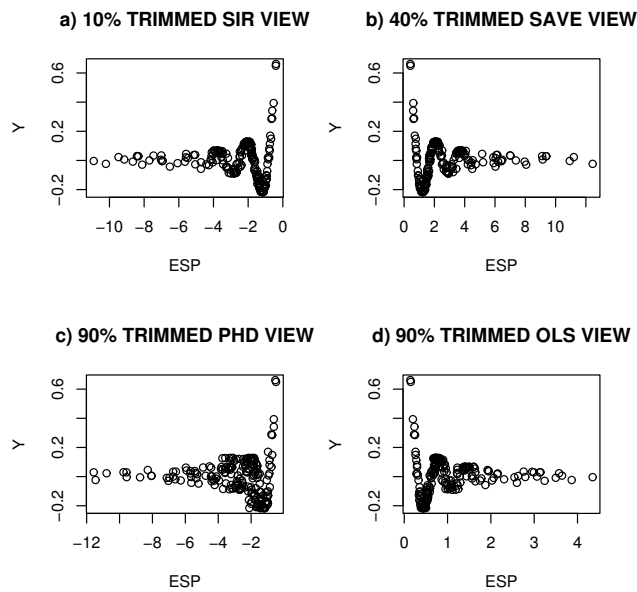 a) 10% TRIMMED SIR VIEW
Y
−0.2 0.2 0.6
−10 −8 −6 −4 −2 0
ESP
b) 40% TRIMMED SAVE VIEW
Y
−0.2 0.2 0.6
0 2 4 6 8 10
ESP
c) 90% TRIMMED PHD VIEW
Y
−0.2 0.2 0.6
−12 −8 −6 −4 −2
ESP
d) 90% TRIMMED OLS VIEW
Y
−0.2 0.2 0.6
0 1 2 3 4
ESP